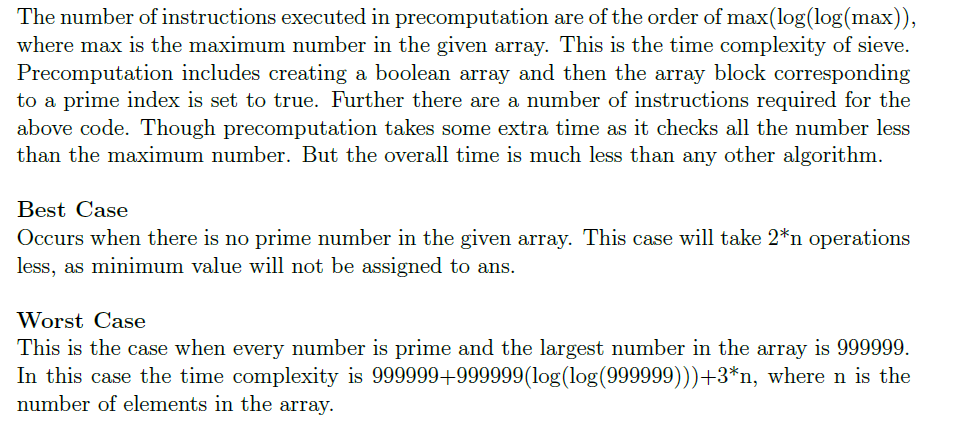 The number of instructions executed in precomputation are of the order of max(log(log(max)),
where max is the maximum number in the given array. This is the time complexity of sieve.
Precomputation includes creating a boolean array and then the array block corresponding
to a prime index is set to true. Further there are a number of instructions required for the
above code. Though precomputation takes some extra time as it checks all the number less
than the maximum number. But the overall time is much less than any other algorithm.
Best Case
Occurs when there is no prime number in the given array. This case will take 2*n operations
less, as minimum value will not be assigned to ans.
Worst Case
This is the case when every number is prime and the largest number in the array is 999999.
In this case the time complexity is 999999+999999(log(log(999999)))+3*n, where n is the
number of elements in the array.